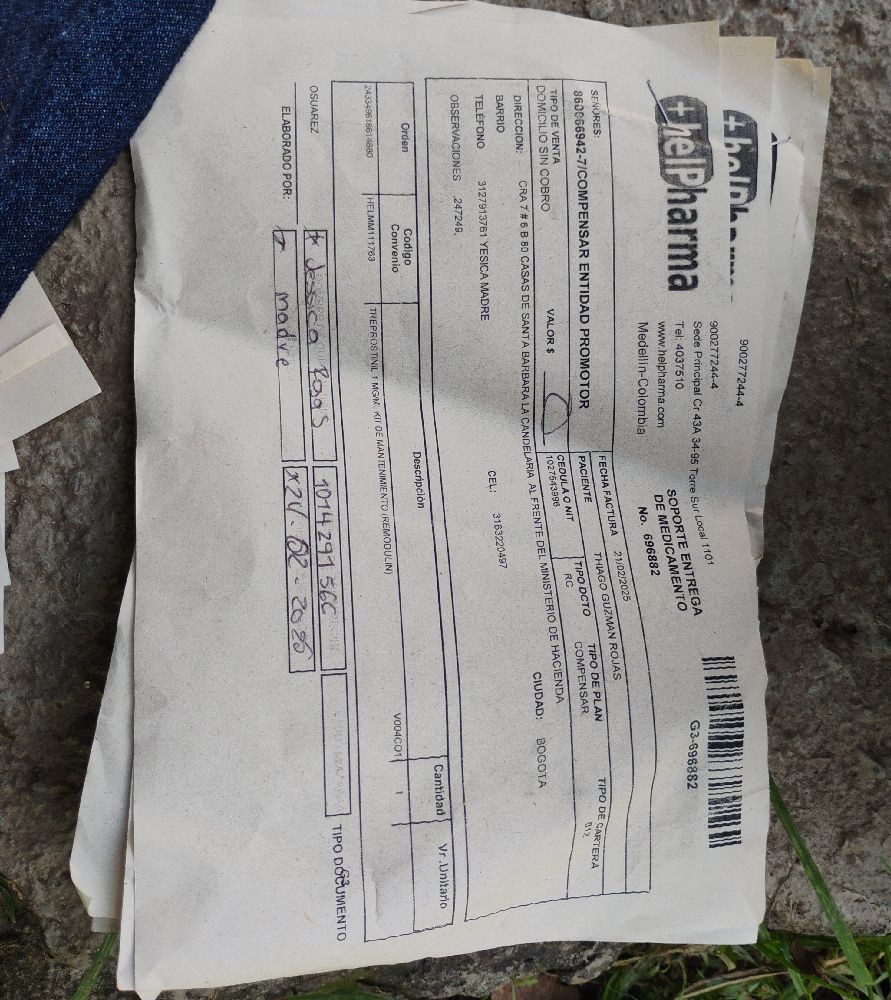 +helPharma
+helPharma
900277244-4
900277244-4
Sede Principal Cr 43A 34-95 Torre Sur Local 1101
Tel: 4037510
www.helpharma.com
Medellin-Colombia
SOPORTE ENTREGA
DE MEDICAMENTO
No. 696882
G3-696882
SEÑORES:
860066942-7/COMPENSAR ENTIDAD PROMOTOR
FECHA FACTURA 21/02/2025
PACIENTE THIAGO GUZMAN ROJAS
TIPO DE VENTA
DOMICILIO SIN COBRO
VALOR $
CEDULA O NIT
1027543996
TIPO DCTO
RC
TIPO DE PLAN
COMPENSAR
TIPO DE CARTERA
DIRECCION: CRA 7 # 6 B 80 CASAS DE SANTA BARBARA LA CANDELARIA AL FRENTE DEL MINISTERIO DE HACIENDA
BARRIO
CIUDAD: BOGOTA
TELEFONO 3127913761 YESICA MADRE
CEL: 3163220497
OBSERVACIONES .247249,
Orden
Codigo
Convenio
Descripción
Cantidad
Vr.Unitario
243349618614680 HELMM111763 TREPROSTINIL 1 MG/ML KIT DE MANTENIMIENTO (REMODULIN) V004C01 1
OSUAREZ
Jessica Rojas
TIPO DOCUMENTO
G3
ELABORADO POR:
madre